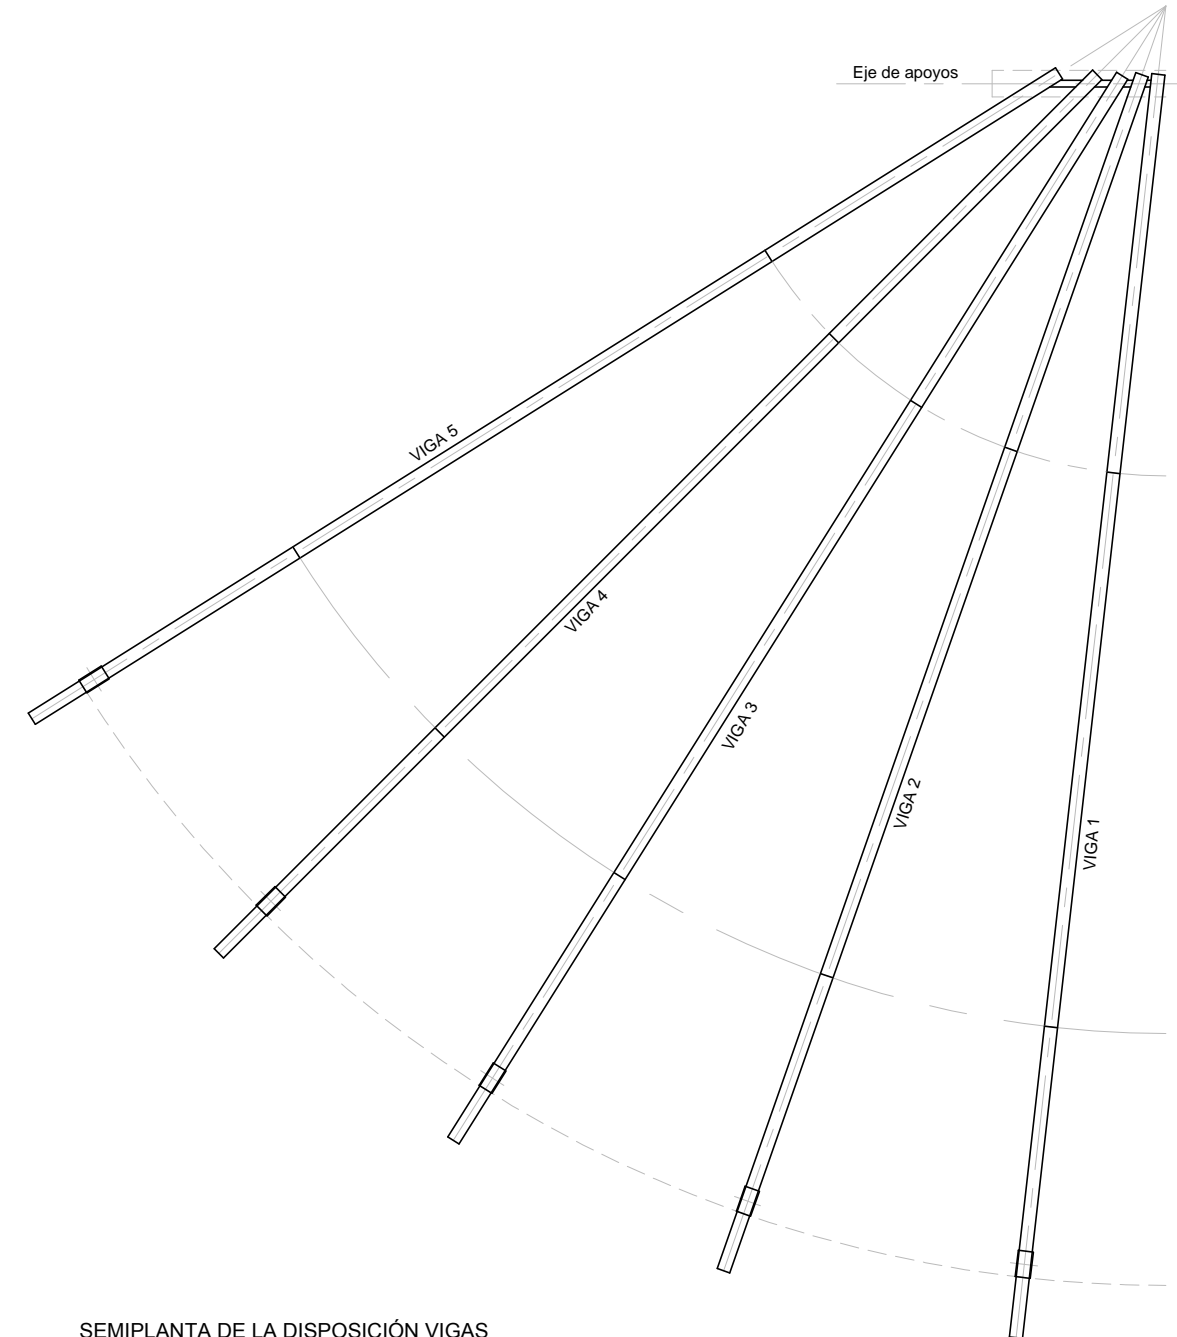 Eje de apoyos
VIGA 5
VIGA 4
VIGA 3
VIGA 2
VIGA 1
SEMIPLANTA DE LA DISPOSICIÓN VIGAS